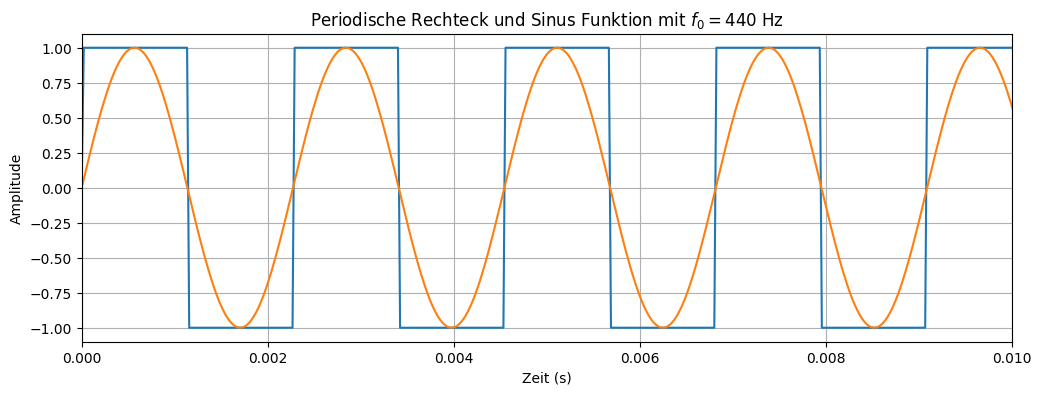 Periodische Rechteck und Sinus Funktion mit $f_0 = 440$ Hz
1.00
0.75
0.50
0.25
0.00
−0.25
−0.50
−0.75
−1.00
Amplitude
0.000 0.002 0.004 0.006 0.008 0.010
Zeit (s)